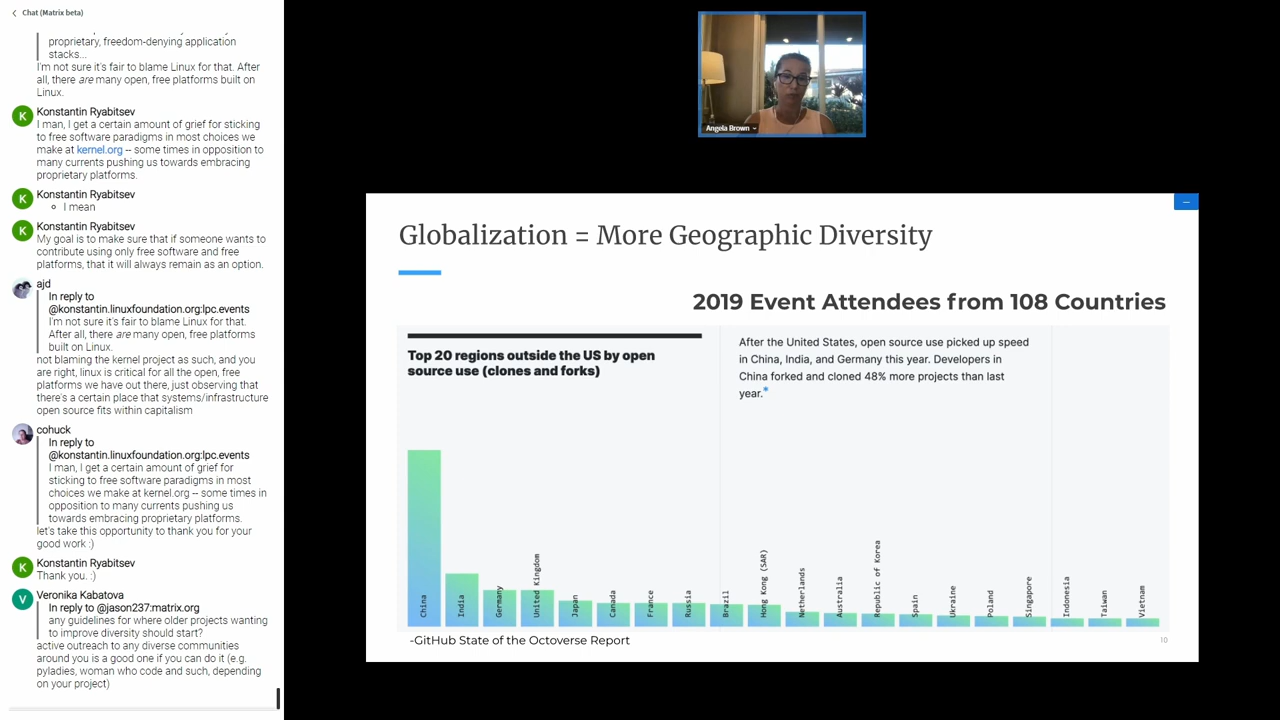 Chat (Matrix beta)
proprietary, freedom-denying application
stacks...
I'm not sure it's fair to blame Linux for that. After
all, there are many open, free platforms built on
Linux.
K
Konstantin Ryabitsev
I man, I get a certain amount of grief for sticking
to free software paradigms in most choices we
make at kernel.org -- some times in opposition to
many currents pushing us towards embracing
proprietary platforms.
K
Konstantin Ryabitsev
I mean
K
Konstantin Ryabitsev
My goal is to make sure that if someone wants to
contribute using only free software and free
platforms, that it will always remain as an option.
ajd
In reply to
@konstantin.linuxfoundation.org:lpc.events
I'm not sure it's fair to blame Linux for that.
After all, there are many open, free platforms
built on Linux.
not blaming the kernel project as such, and you
are right, linux is critical for all the open, free
platforms we have out there, just observing that
there's a certain place that systems/infrastructure
open source fits within capitalism
cohuck
In reply to
@konstantin.linuxfoundation.org:lpc.events
I man, I get a certain amount of grief for
sticking to free software paradigms in most
choices we make at kernel.org -- some times in
opposition to many currents pushing us
towards embracing proprietary platforms.
let's take this opportunity to thank you for your
good work :)
K
Konstantin Ryabitsev
Thank you. :)
V
Veronika Kabatova
In reply to @jason237:matrix.org
any guidelines for where older projects wanting
to improve diversity should start?
active outreach to any diverse communities
around you is a good one if you can do it (e.g.
pyladies, woman who code and such, depending
on your project)
Angela Brown
Globalization = More Geographic Diversity
2019 Event Attendees from 108 Countries
Top 20 regions outside the US by open
source use (clones and forks)
After the United States, open source use picked up speed
in China, India, and Germany this year. Developers in
China forked and cloned 48% more projects than last
year.*
China
India
Germany
United Kingdom
Japan
Canada
France
Russia
Brazil
Hong Kong (SAR)
Netherlands
Australia
Republic of Korea
Spain
Ukraine
Poland
Singapore
Indonesia
Taiwan
Vietnam
-GitHub State of the Octoverse Report
10